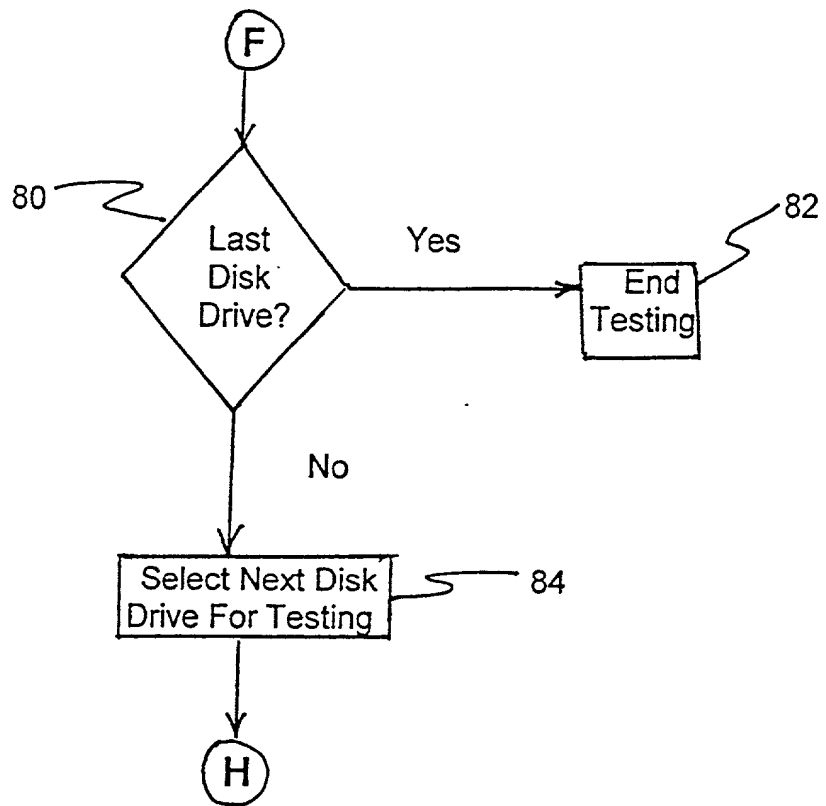 F
80
Last
Disk
Drive?
Yes
82
End
Testing
No
Select Next Disk
Drive For Testing
84
H